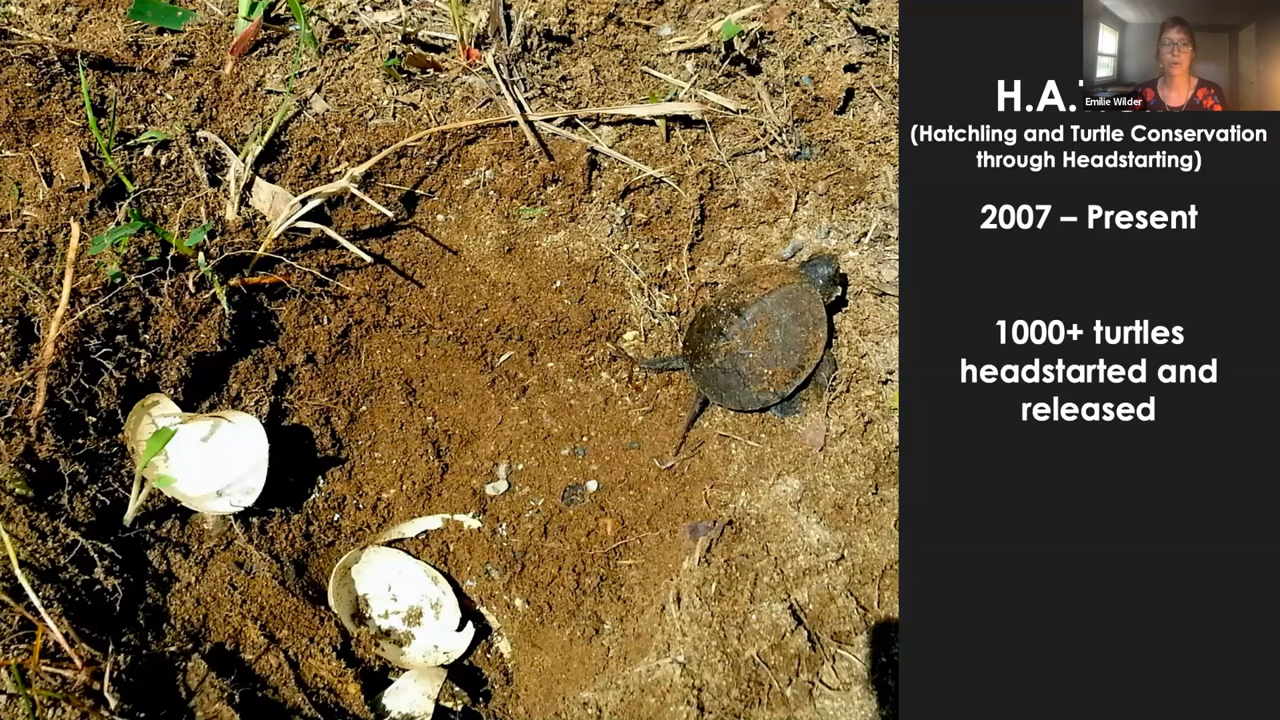 H.A.T.C.H.
Emilie Wilder
(Hatchling and Turtle Conservation
through Headstarting)
2007 – Present
1000+ turtles
headstarted and
released